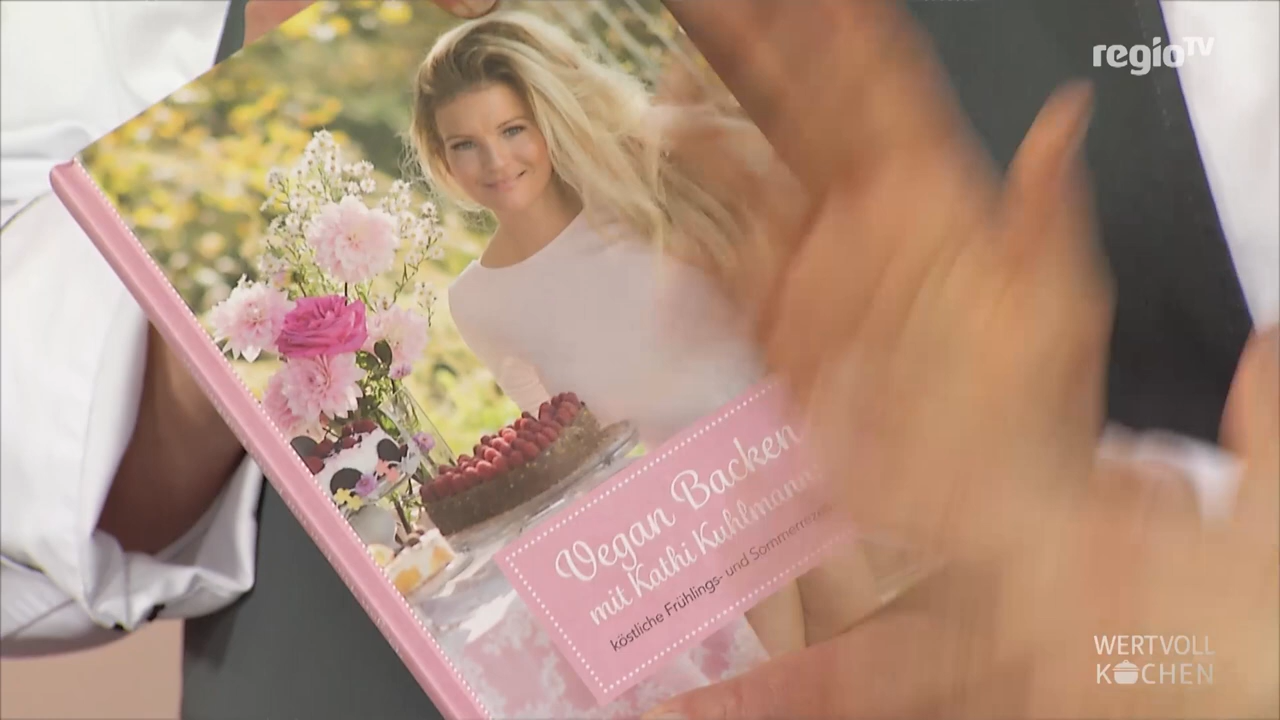 regioTV
Vegan Backen
mit Kathi Kuhlmann
köstliche Frühlings- und
WERTVOLL
KOCHEN